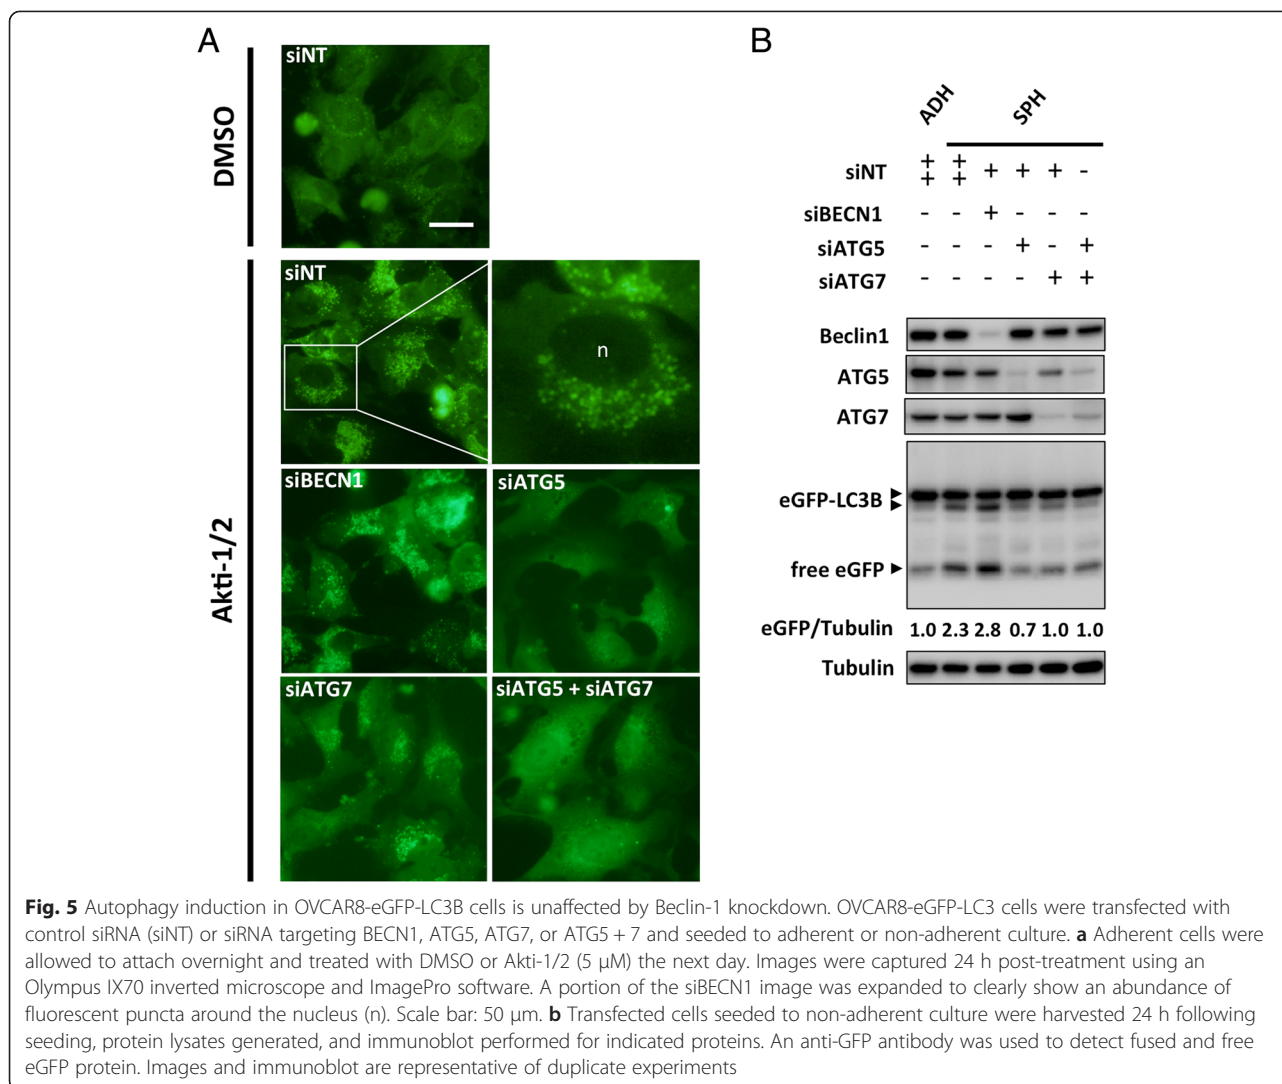 A
B
DMSO
siNT
Akti-1/2
siNT
n
siBECN1
siATG5
siATG7
siATG5 + siATG7
ADH
SPH
siNT + + + + + + + -
siBECN1 - - + - - -
siATG5 - - - + - +
siATG7 - - - - + +
Beclin1
ATG5
ATG7
eGFP-LC3B
free eGFP
eGFP/Tubulin 1.0 2.3 2.8 0.7 1.0 1.0
Tubulin
Fig. 5 Autophagy induction in OVCAR8-eGFP-LC3B cells is unaffected by Beclin-1 knockdown. OVCAR8-eGFP-LC3 cells were transfected with
control siRNA (siNT) or siRNA targeting BECN1, ATG5, ATG7, or ATG5 + 7 and seeded to adherent or non-adherent culture. a Adherent cells were
allowed to attach overnight and treated with DMSO or Akti-1/2 (5 μM) the next day. Images were captured 24 h post-treatment using an
Olympus IX70 inverted microscope and ImagePro software. A portion of the siBECN1 image was expanded to clearly show an abundance of
fluorescent puncta around the nucleus (n). Scale bar: 50 μm. b Transfected cells seeded to non-adherent culture were harvested 24 h following
seeding, protein lysates generated, and immunoblot performed for indicated proteins. An anti-GFP antibody was used to detect fused and free
eGFP protein. Images and immunoblot are representative of duplicate experiments